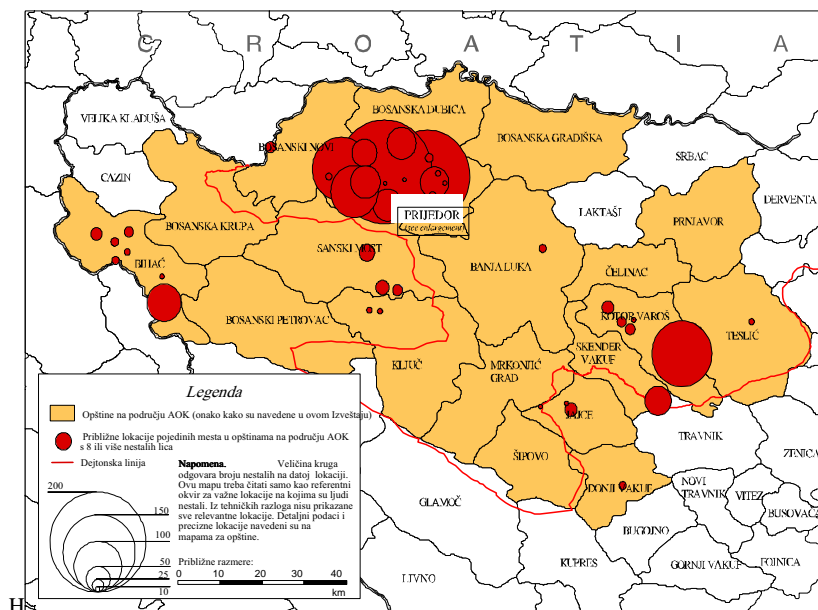 C R O A T I A
VELIKA KLADUŠA
BOSANSKA DUBICA
BOSANSKI NOVI
BOSANSKA GRADIŠKA
SRBAC
CAZIN
DERVENTA
LAKTAŠI
PRNJAVOR
BOSANSKA KRUPA
PRIJEDOR
(see enlargement)
SANSKI MOST
BIHAĆ
BANJA LUKA
ČELINAC
BOSANSKI PETROVAC
KOTOR VAROŠ
TESLIĆ
SKENDER
VAKUF
KLJUČ
MRKONJIĆ
GRAD
JAJCE
TRAVNIK
ŠIPOVO
ZENICA
DONJI VAKUF
NOVI
TRAVNIK
VITEZ
BUSOVAČA
GLAMOČ
BUGOJNO
KUPRES
GORNJI VAKUF
FOJNICA
LIVNO
Legenda
Opštine na području AOK (onako kako su navedene u ovom Izveštaju)
Približne lokacije pojedinih mesta u opštinama na području AOK
s 8 ili više nestalih lica
Dejtonska linija
Napomena. Veličina kruga
odgovara broju nestalih na datoj lokaciji.
Ovu mapu treba čitati samo kao referentni
okvir za važne lokacije na kojima su ljudi
nestali. Iz tehničkih razloga nisu prikazane
sve relevantne lokacije. Detaljni podaci i
precizne lokacije navedeni su na
mapama za opštine.
200
150
100
50
25
10
Približne razmere:
0 10 20 30 40
km
H